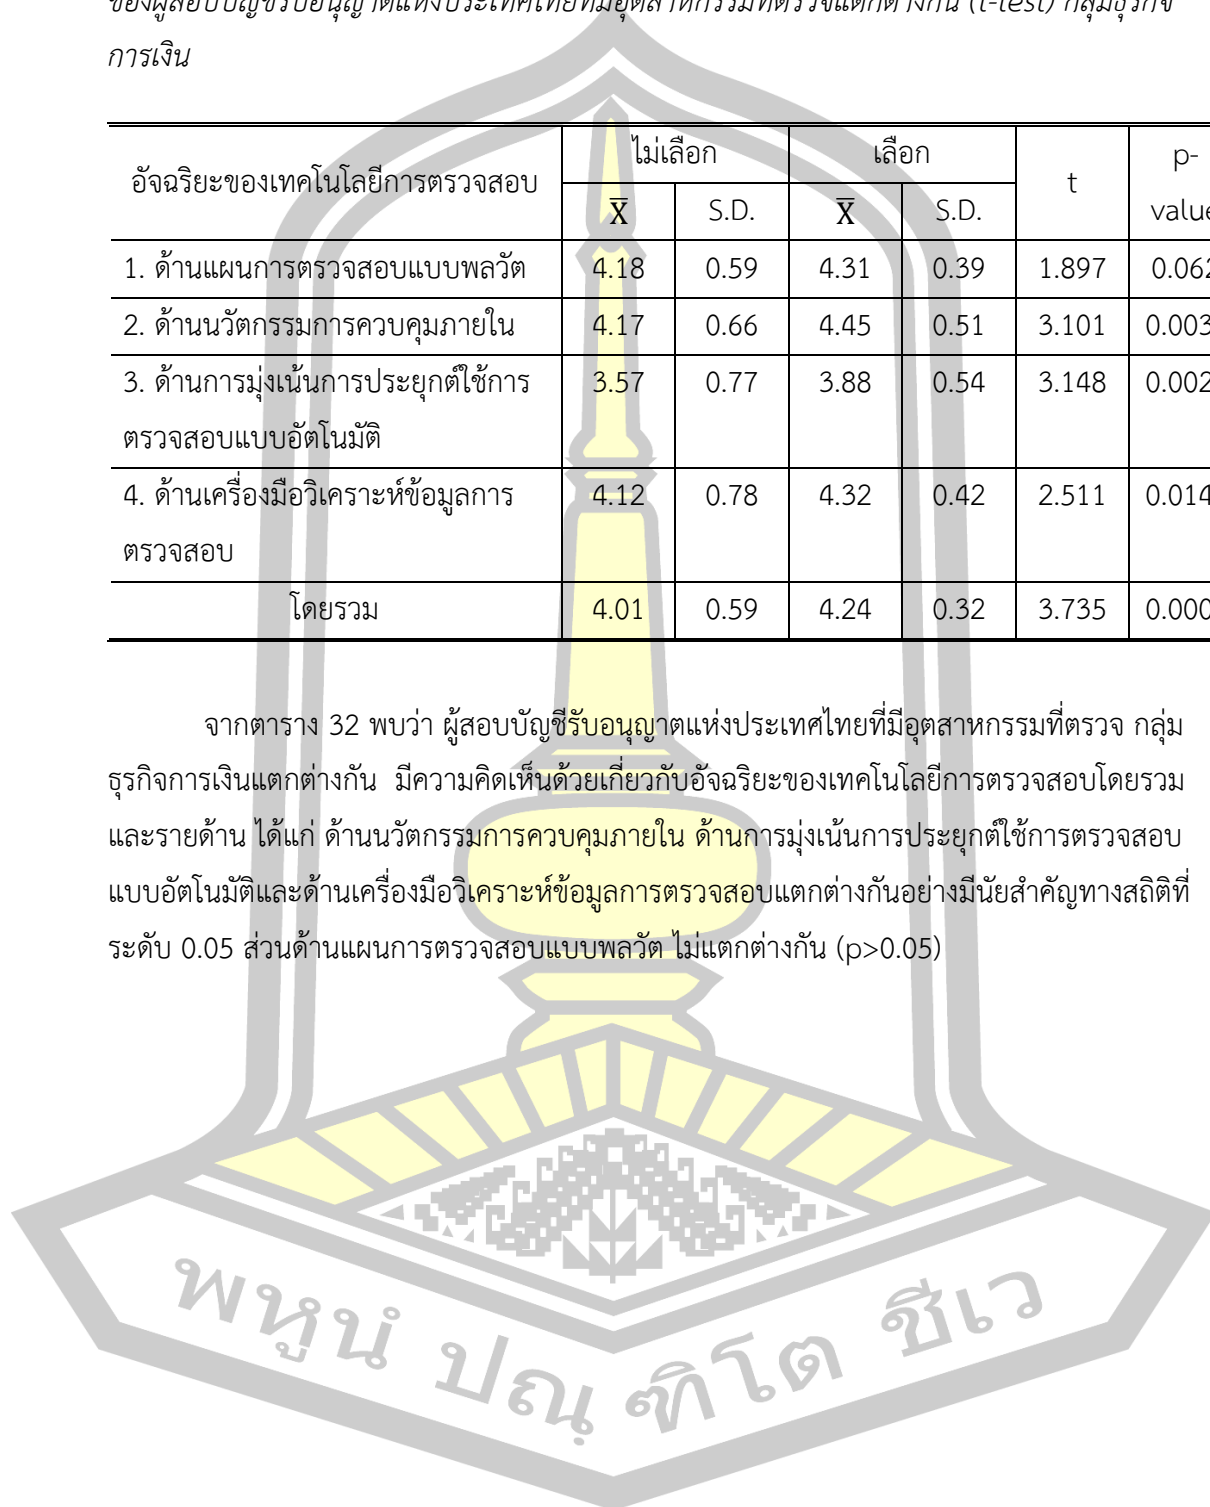 ของผู้สอบบัญชีรับอนุญาตแห่งประเทศไทยที่มีอุตสาหกรรมที่ตรวจแตกต่างกัน (t-test) กลุ่มธุรกิจ
การเงิน
อัจฉริยะของเทคโนโลยีการตรวจสอบ ไม่เลือก เลือก t p-value
X̅ S.D. X̅ S.D.
1. ด้านแผนการตรวจสอบแบบพลวัต 4.18 0.59 4.31 0.39 1.897 0.062
2. ด้านนวัตกรรมการควบคุมภายใน 4.17 0.66 4.45 0.51 3.101 0.003
3. ด้านการมุ่งเน้นการประยุกต์ใช้การ 3.57 0.77 3.88 0.54 3.148 0.002
ตรวจสอบแบบอัตโนมัติ
4. ด้านเครื่องมือวิเคราะห์ข้อมูลการ 4.12 0.78 4.32 0.42 2.511 0.014
ตรวจสอบ
โดยรวม 4.01 0.59 4.24 0.32 3.735 0.000
จากตาราง 32 พบว่า ผู้สอบบัญชีรับอนุญาตแห่งประเทศไทยที่มีอุตสาหกรรมที่ตรวจ กลุ่ม
ธุรกิจการเงินแตกต่างกัน มีความคิดเห็นด้วยเกี่ยวกับอัจฉริยะของเทคโนโลยีการตรวจสอบโดยรวม
และรายด้าน ได้แก่ ด้านนวัตกรรมการควบคุมภายใน ด้านการมุ่งเน้นการประยุกต์ใช้การตรวจสอบ
แบบอัตโนมัติและด้านเครื่องมือวิเคราะห์ข้อมูลการตรวจสอบแตกต่างกันอย่างมีนัยสำคัญทางสถิติที่
ระดับ 0.05 ส่วนด้านแผนการตรวจสอบแบบพลวัต ไม่แตกต่างกัน (p>0.05)
พหูนํ ปณฺฑิโต ชีเว